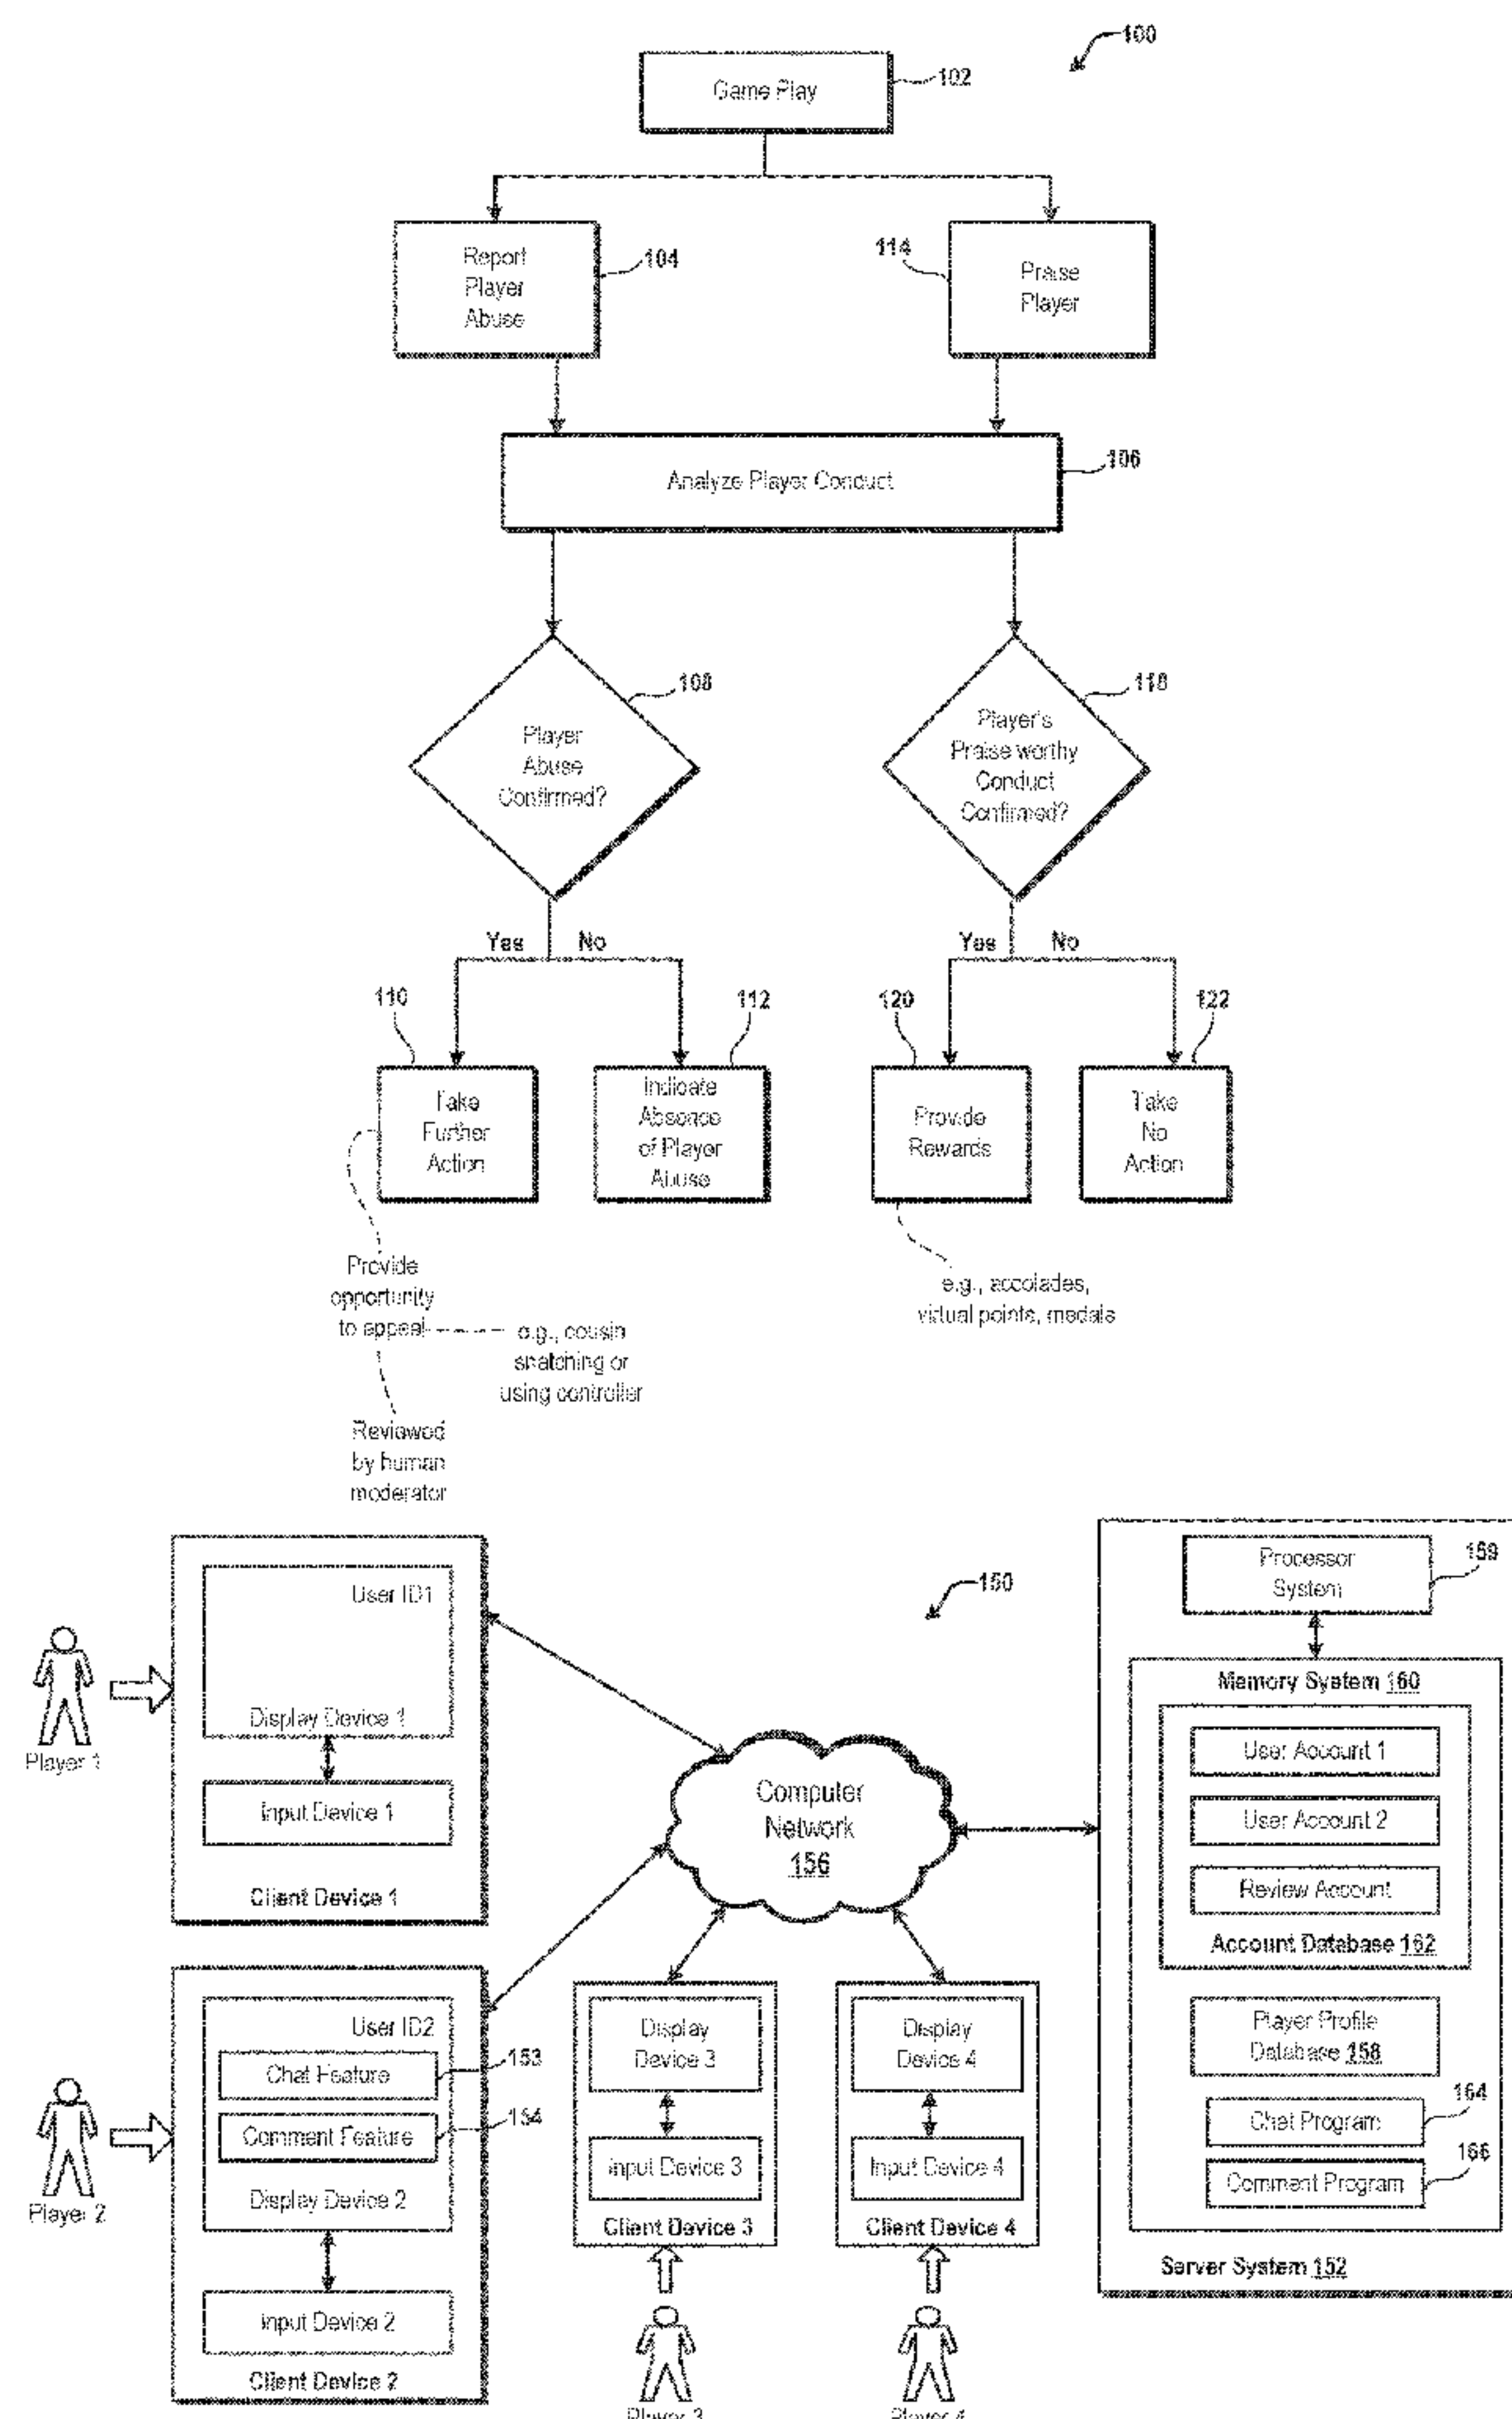 100
Game Play
102
Report
Player
Abuse
104
114
Praise
Player
Analyze Player Conduct
106
Player
Abuse
Confirmed?
108
Player's
Praise worthy
Conduct
Confirmed?
118
Yes
No
Yes
No
110
112
120
122
Take
Further
Action
Indicate
Absence
of Player
Abuse
Provide
Rewards
Take
No
Action
Provide
opportunity
to appeal
e.g., cousin
snatching or
using controller
Reviewed
by human
moderator
e.g., accolades,
virtual points, medals
150
Player 1
User ID1
Display Device 1
Input Device 1
Client Device 1
Player 2
User ID2
Chat Feature
153
Comment Feature
154
Display Device 2
Input Device 2
Client Device 2
Computer
Network
156
Display
Device 3
Input Device 3
Client Device 3
Player 3
Display
Device 4
Input Device 4
Client Device 4
Player 4
Processor
System
159
Memory System 160
User Account 1
User Account 2
Review Account
Account Database 162
Player Profile
Database 158
Chat Program
164
Comment Program
166
Server System 152